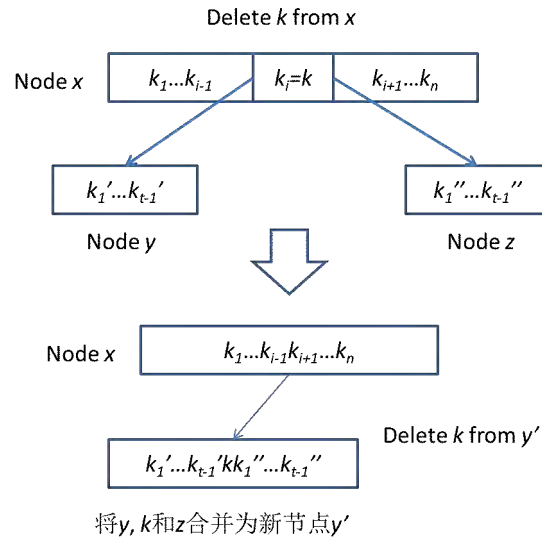 Delete k from x
Node x k₁...kᵢ₋₁ kᵢ=k kᵢ₊₁...kₙ
k₁′...kₜ₋₁′ k₁′′...kₜ₋₁′′
Node y Node z
Node x k₁...kᵢ₋₁kᵢ₊₁...kₙ
Delete k from y′
k₁′...kₜ₋₁′kk₁′′...kₜ₋₁′′
将y, k和z合并为新节点y′